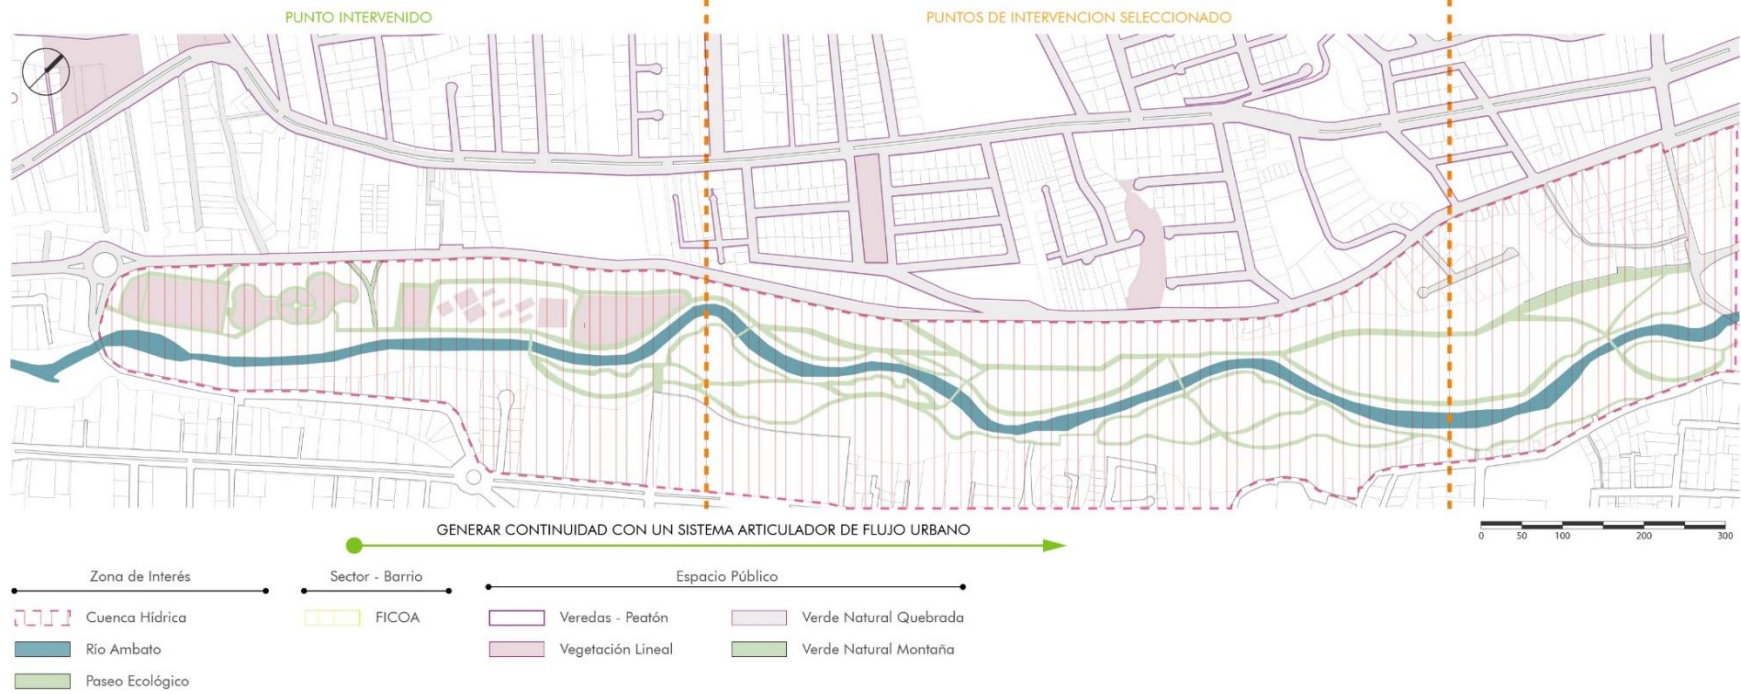 PUNTO INTERVENIDO
PUNTOS DE INTERVENCION SELECCIONADO
GENERAR CONTINUIDAD CON UN SISTEMA ARTICULADOR DE FLUJO URBANO
0 50 100 200 300
Zona de Interés
Cuenca Hídrica
Río Ambato
Paseo Ecológico
Sector - Barrio
FICOA
Espacio Público
Veredas - Peatón
Vegetación Lineal
Verde Natural Quebrada
Verde Natural Montaña